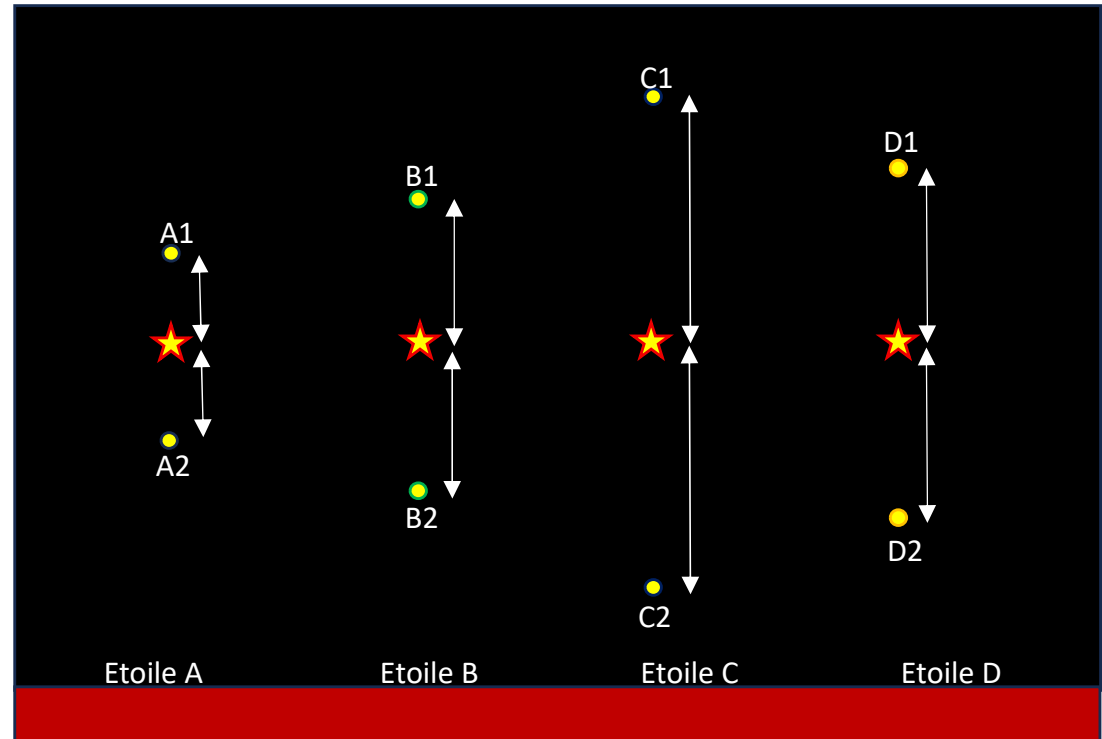 C1
D1
B1
A1
A2
B2
D2
C2
Etoile A
Etoile B
Etoile C
Etoile D